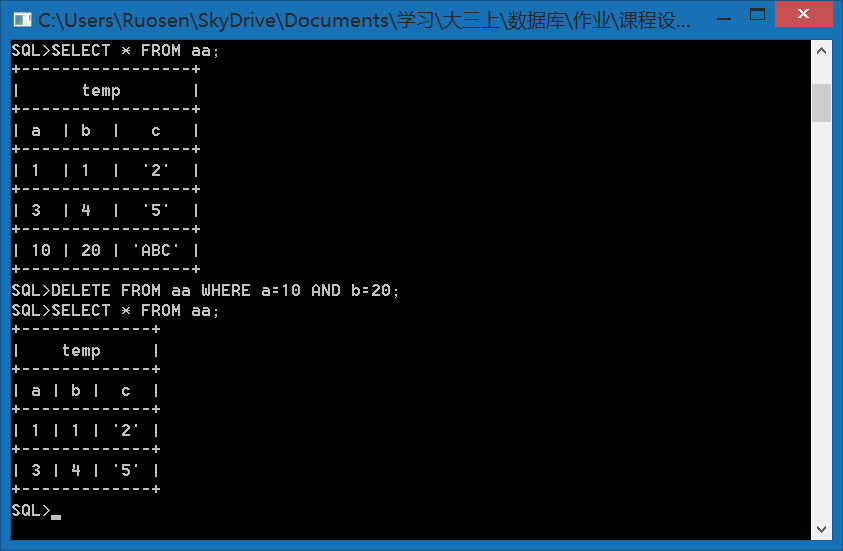 C:\Users\Ruosen\SkyDrive\Documents\学习\大三上\数据库\作业\课程设...
SQL>SELECT * FROM aa;
+-----------------+
|      temp       |
+-----------------+
| a  | b  |   c   |
+-----------------+
| 1  | 1  |  '2'  |
+-----------------+
| 3  | 4  |  '5'  |
+-----------------+
| 10 | 20 | 'ABC' |
+-----------------+
SQL>DELETE FROM aa WHERE a=10 AND b=20;
SQL>SELECT * FROM aa;
+-------------+
|    temp     |
+-------------+
| a | b |  c  |
+-------------+
| 1 | 1 | '2' |
+-------------+
| 3 | 4 | '5' |
+-------------+
SQL>_